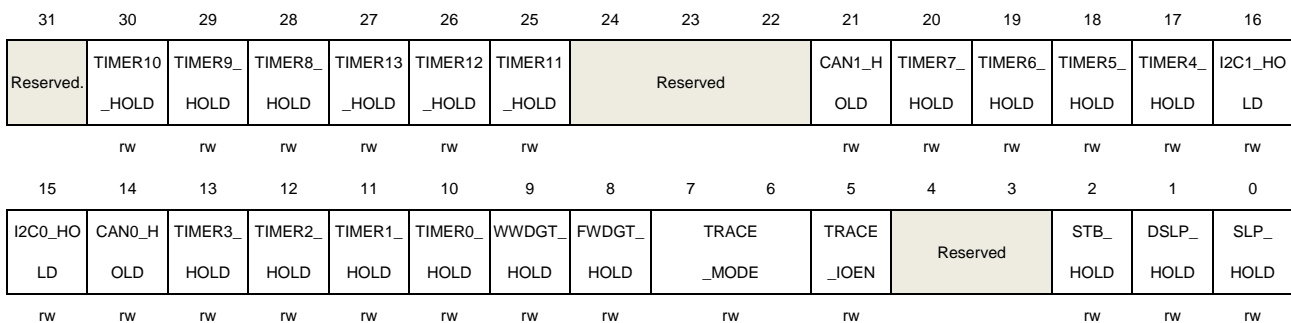 31 30 29 28 27 26 25 24 23 22 21 20 19 18 17 16
Reserved. TIMER10 TIMER9_ TIMER8_ TIMER13 TIMER12 TIMER11 Reserved CAN1_H TIMER7_ TIMER6_ TIMER5_ TIMER4_ I2C1_HO
_HOLD HOLD HOLD _HOLD _HOLD _HOLD OLD HOLD HOLD HOLD HOLD LD
rw rw rw rw rw rw rw rw rw rw rw rw
15 14 13 12 11 10 9 8 7 6 5 4 3 2 1 0
I2C0_HO CAN0_H TIMER3_ TIMER2_ TIMER1_ TIMER0_ WWDGT_ FWDGT_ TRACE TRACE Reserved STB_ DSLP_ SLP_
LD OLD HOLD HOLD HOLD HOLD HOLD HOLD _MODE _IOEN HOLD HOLD HOLD
rw rw rw rw rw rw rw rw rw rw rw rw rw